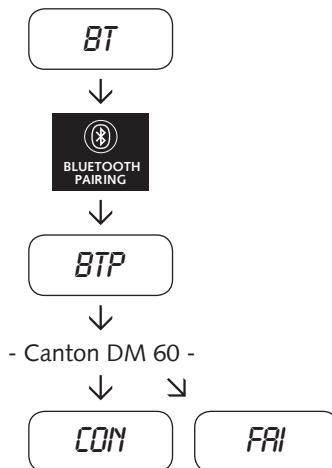 BT
BLUETOOTH
PAIRING
BTP
- Canton DM 60 -
CON FAI